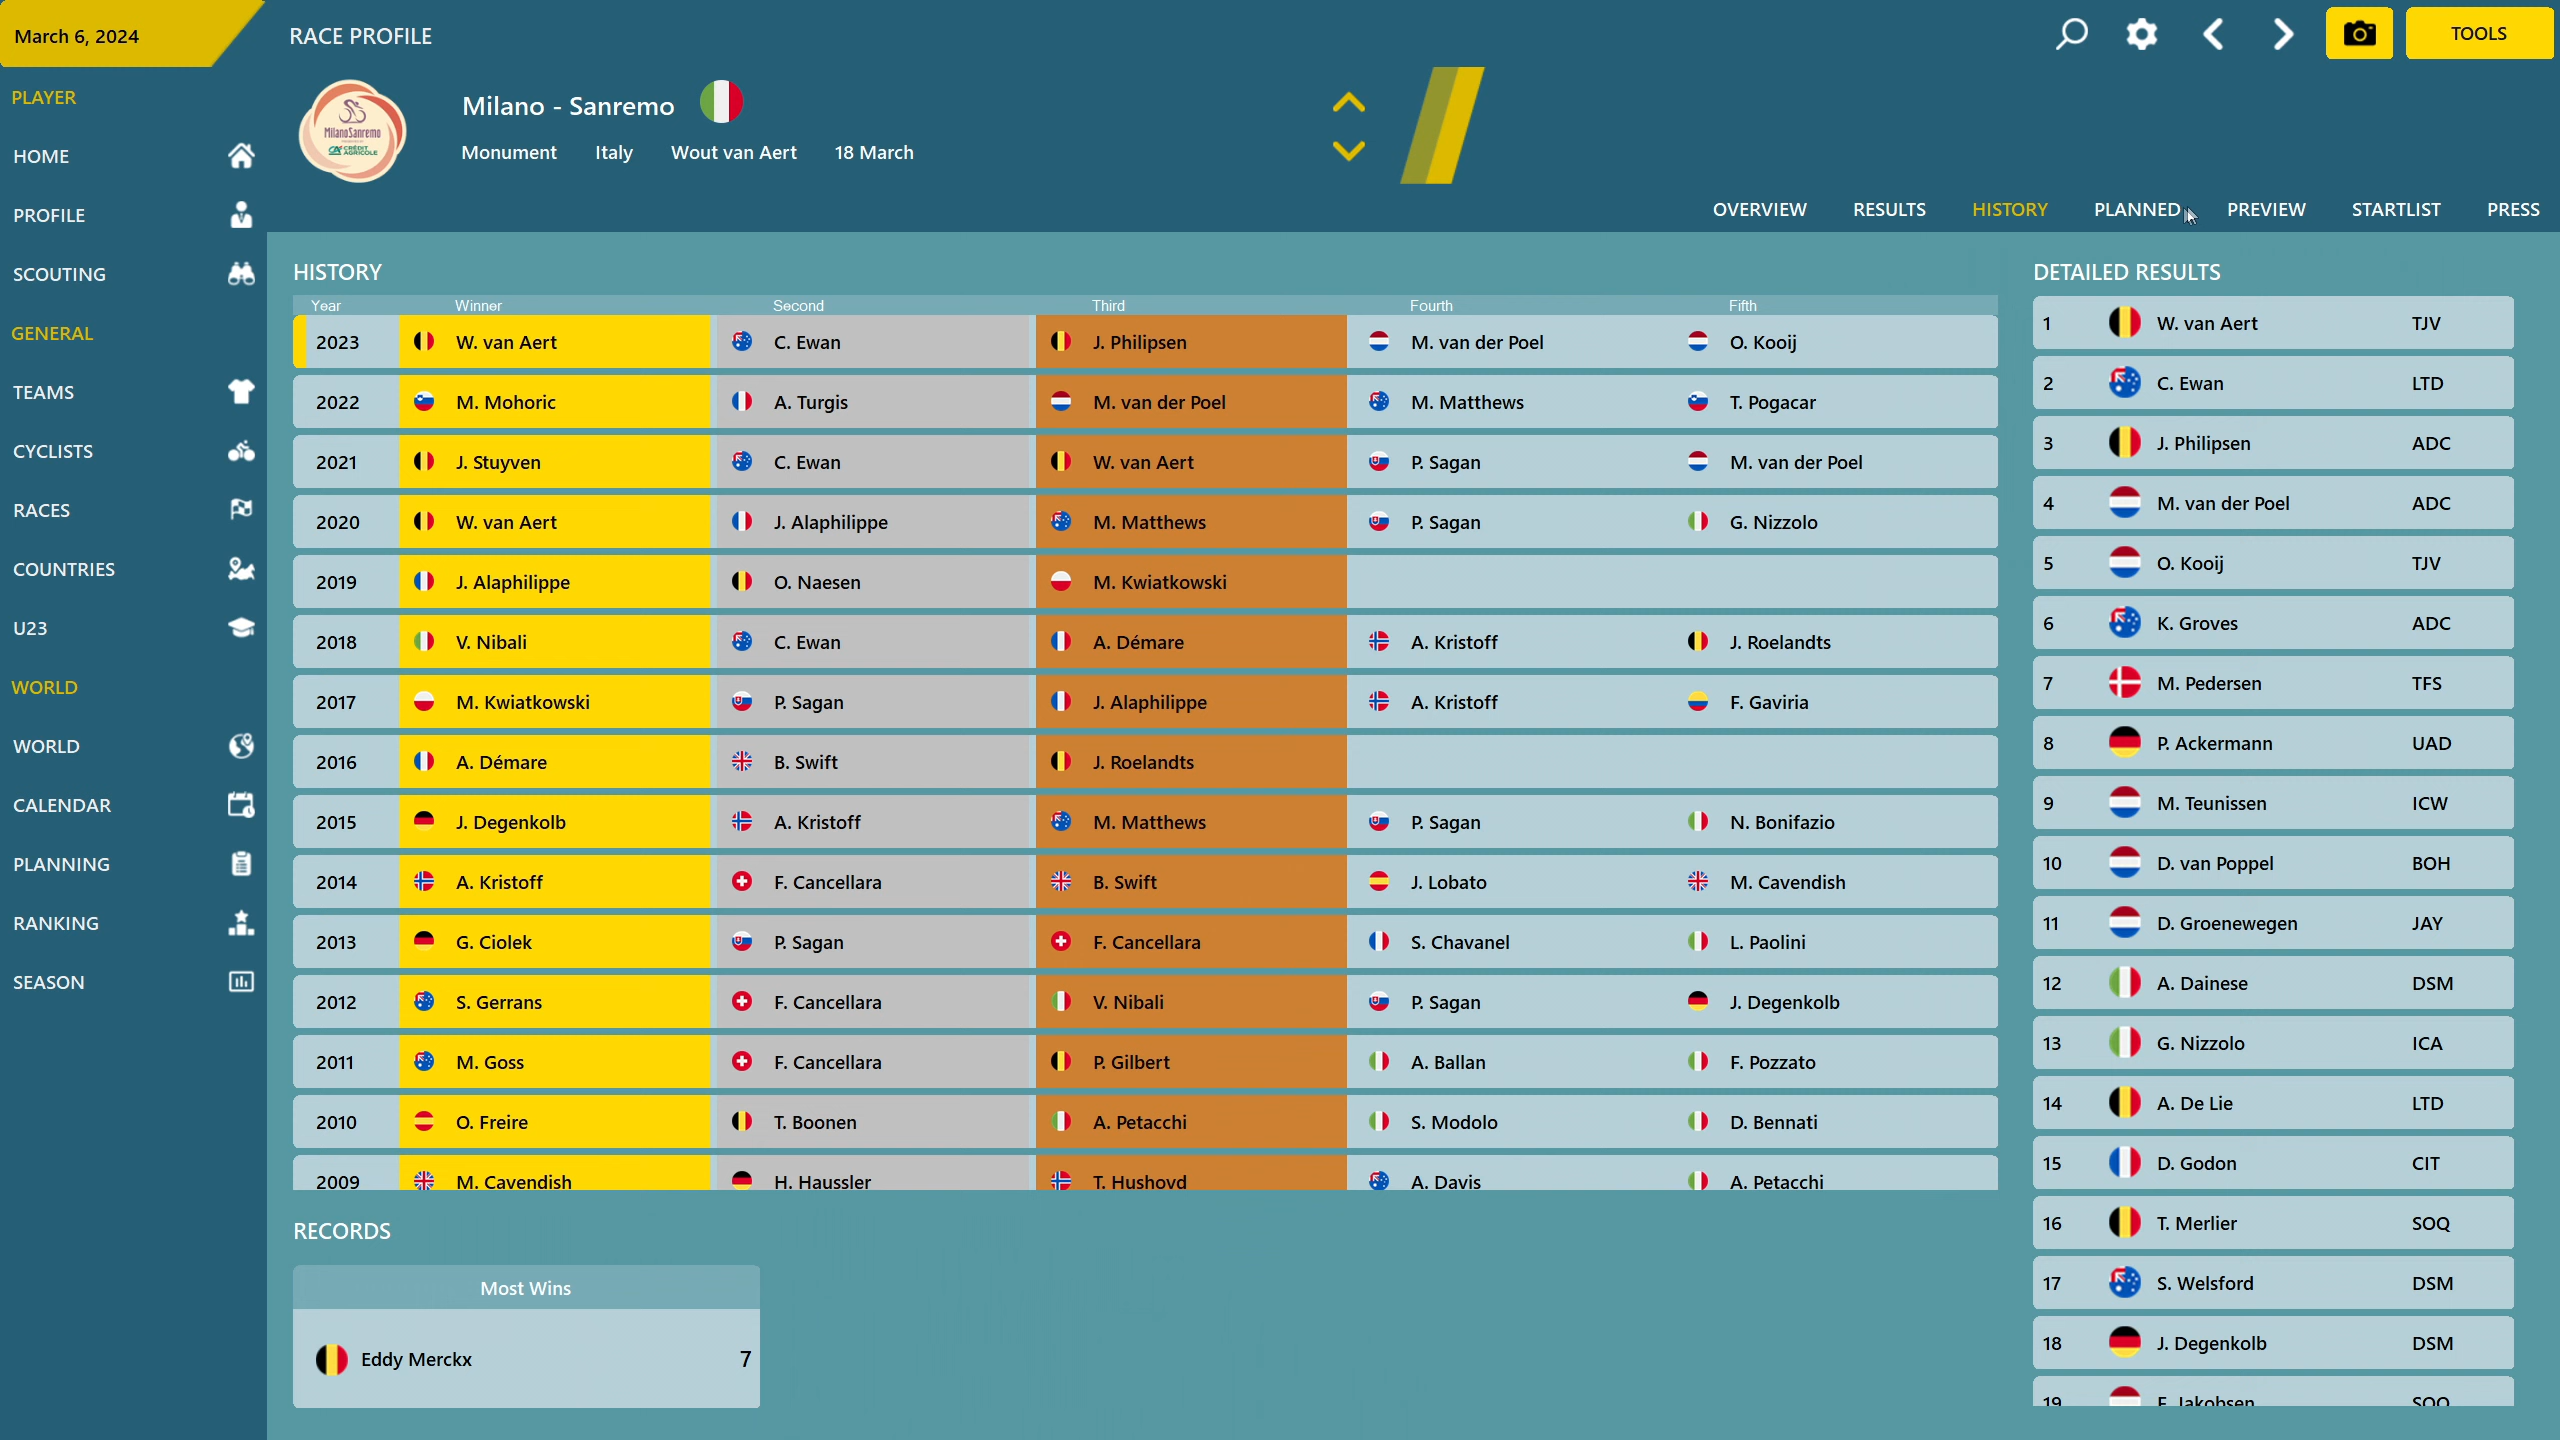 March 6, 2024
RACE PROFILE
TOOLS
PLAYER
HOME
PROFILE
SCOUTING
GENERAL
TEAMS
CYCLISTS
RACES
COUNTRIES
U23
WORLD
WORLD
CALENDAR
PLANNING
RANKING
SEASON
MilanoSanremo
CRÉDIT AGRICOLE
Milano - Sanremo
Monument Italy Wout van Aert 18 March
OVERVIEW RESULTS HISTORY PLANNED PREVIEW STARTLIST PRESS
HISTORY
Year Winner Second Third Fourth Fifth
2023 W. van Aert C. Ewan J. Philipsen M. van der Poel O. Kooij
2022 M. Mohoric A. Turgis M. van der Poel M. Matthews T. Pogacar
2021 J. Stuyven C. Ewan W. van Aert P. Sagan M. van der Poel
2020 W. van Aert J. Alaphilippe M. Matthews P. Sagan G. Nizzolo
2019 J. Alaphilippe O. Naesen M. Kwiatkowski
2018 V. Nibali C. Ewan A. Démare A. Kristoff J. Roelandts
2017 M. Kwiatkowski P. Sagan J. Alaphilippe A. Kristoff F. Gaviria
2016 A. Démare B. Swift J. Roelandts
2015 J. Degenkolb A. Kristoff M. Matthews P. Sagan N. Bonifazio
2014 A. Kristoff F. Cancellara B. Swift J. Lobato M. Cavendish
2013 G. Ciolek P. Sagan F. Cancellara S. Chavanel L. Paolini
2012 S. Gerrans F. Cancellara V. Nibali P. Sagan J. Degenkolb
2011 M. Goss F. Cancellara P. Gilbert A. Ballan F. Pozzato
2010 O. Freire T. Boonen A. Petacchi S. Modolo D. Bennati
2009 M. Cavendish H. Haussler T. Hushovd A. Davis A. Petacchi
RECORDS
Most Wins
Eddy Merckx 7
DETAILED RESULTS
1 W. van Aert TJV
2 C. Ewan LTD
3 J. Philipsen ADC
4 M. van der Poel ADC
5 O. Kooij TJV
6 K. Groves ADC
7 M. Pedersen TFS
8 P. Ackermann UAD
9 M. Teunissen ICW
10 D. van Poppel BOH
11 D. Groenewegen JAY
12 A. Dainese DSM
13 G. Nizzolo ICA
14 A. De Lie LTD
15 D. Godon CIT
16 T. Merlier SOQ
17 S. Welsford DSM
18 J. Degenkolb DSM
19 F. Jakobsen SOQ